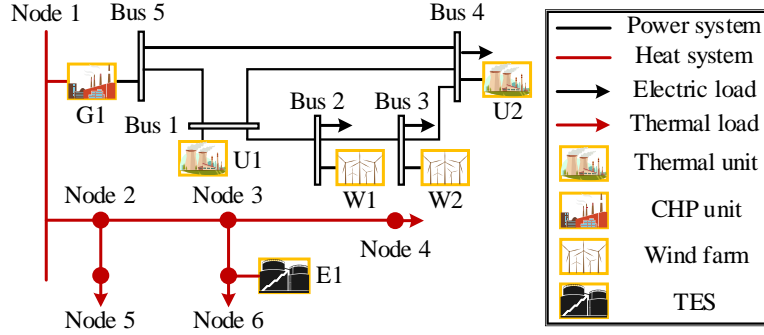 Node 1
Bus 5
Bus 4
G1
Bus 1
Bus 2
Bus 3
U2
U1
W1
W2
Node 2
Node 3
Node 4
E1
Node 5
Node 6
Power system
Heat system
Electric load
Thermal load
Thermal unit
CHP unit
Wind farm
TES